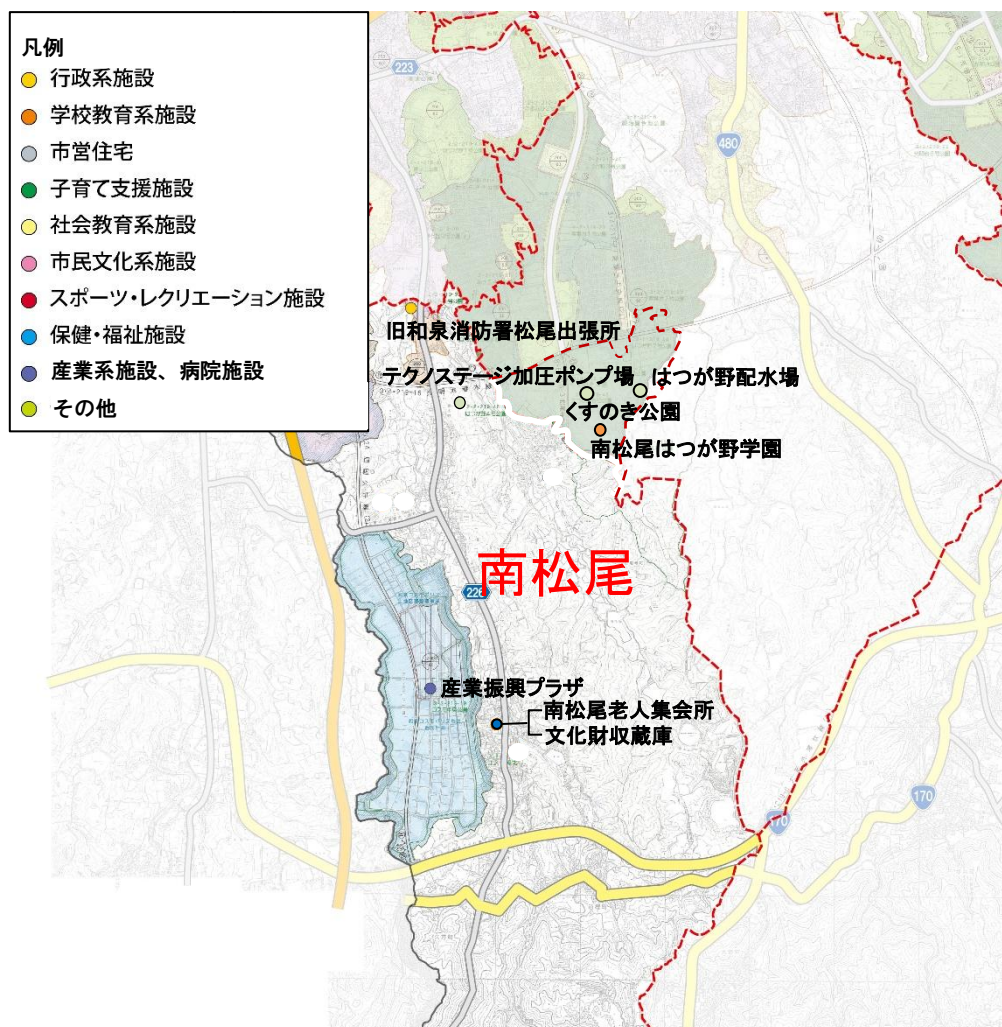 凡例
行政系施設
学校教育系施設
市営住宅
子育て支援施設
社会教育系施設
市民文化系施設
スポーツ・レクリエーション施設
保健・福祉施設
産業系施設、病院施設
その他
223
480
旧和泉消防署松尾出張所
テクノステージ加圧ポンプ場
はつが野配水場
くすのき公園
南松尾はつが野学園
南松尾
226
産業振興プラザ
南松尾老人集会所
文化財収蔵庫
170
170